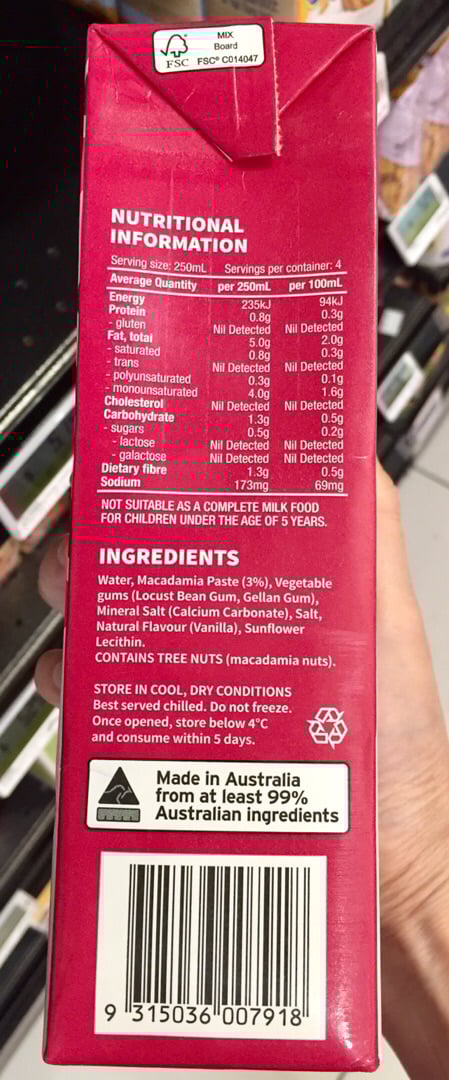 MIX
Board
FSC FSC® C014047
NUTRITIONAL
INFORMATION
Serving size: 250mL Servings per container: 4
Average Quantity per 250mL per 100mL
Energy 235kJ 94kJ
Protein 0.8g 0.3g
- gluten Nil Detected Nil Detected
Fat, total 5.0g 2.0g
- saturated 0.8g 0.3g
- trans Nil Detected Nil Detected
- polyunsaturated 0.3g 0.1g
- monounsaturated 4.0g 1.6g
Cholesterol Nil Detected Nil Detected
Carbohydrate 1.3g 0.5g
- sugars 0.5g 0.2g
- lactose Nil Detected Nil Detected
- galactose Nil Detected Nil Detected
Dietary fibre 1.3g 0.5g
Sodium 173mg 69mg
NOT SUITABLE AS A COMPLETE MILK FOOD
FOR CHILDREN UNDER THE AGE OF 5 YEARS.
INGREDIENTS
Water, Macadamia Paste (3%), Vegetable
gums (Locust Bean Gum, Gellan Gum),
Mineral Salt (Calcium Carbonate), Salt,
Natural Flavour (Vanilla), Sunflower
Lecithin.
CONTAINS TREE NUTS (macadamia nuts).
STORE IN COOL, DRY CONDITIONS
Best served chilled. Do not freeze.
Once opened, store below 4°C
and consume within 5 days.
Made in Australia
from at least 99%
Australian ingredients
9 315036 007918